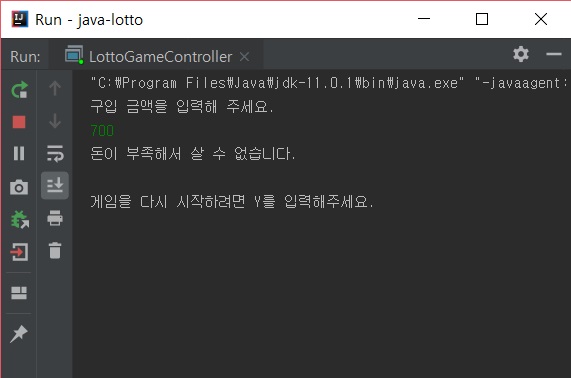 Run - java-lotto
Run: LottoGameController
"C:\Program Files\Java\jdk-11.0.1\bin\java.exe" "-javaagent:
구입 금액을 입력해 주세요.
700
돈이 부족해서 살 수 없습니다.
게임을 다시 시작하려면 Y를 입력해주세요.